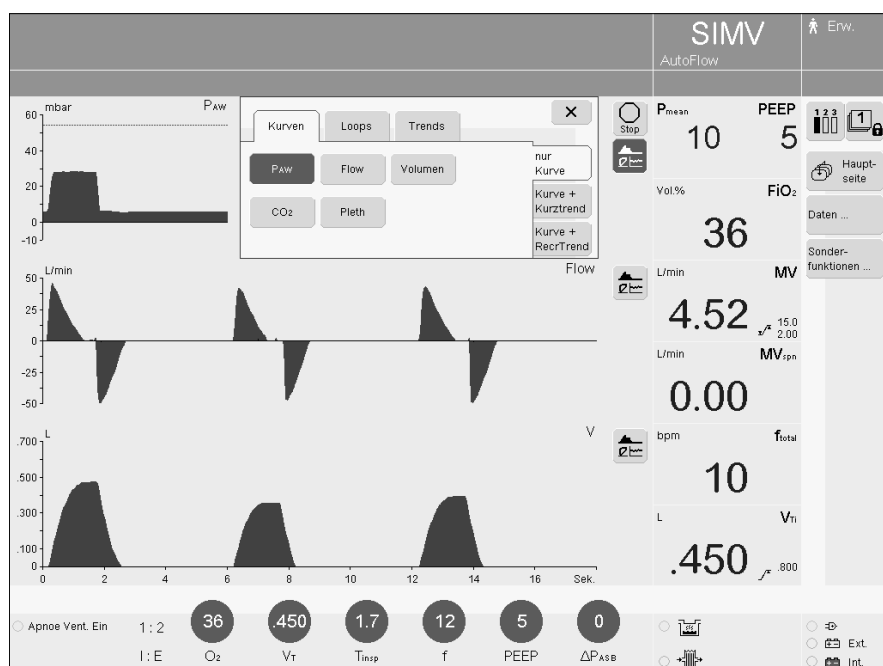 SIMV
AutoFlow
Erw.
mbar
PAW
60
40
20
0
-10
Kurven
Loops
Trends
×
PAW
Flow
Volumen
CO2
Pleth
nur
Kurve
Kurve +
Kurztrend
Kurve +
RecrTrend
Stop
Pmean
PEEP
10
5
Vol.%
FiO2
36
L/min
MV
4.52
15.0
2.00
L/min
MVspn
0.00
bpm
ftotal
10
L
VTi
.450
.800
1 2 3
1
Haupt-
seite
Daten ...
Sonder-
funktionen ...
L/min
Flow
50
25
0
-25
-50
L
V
.700
.500
.300
.100
0
0 2 4 6 8 10 12 14 16 Sek.
Apnoe Vent. Ein
1 : 2
I : E
36
O2
.450
VT
1.7
Tinsp
12
f
5
PEEP
0
ΔPASB
Ext.
Int.